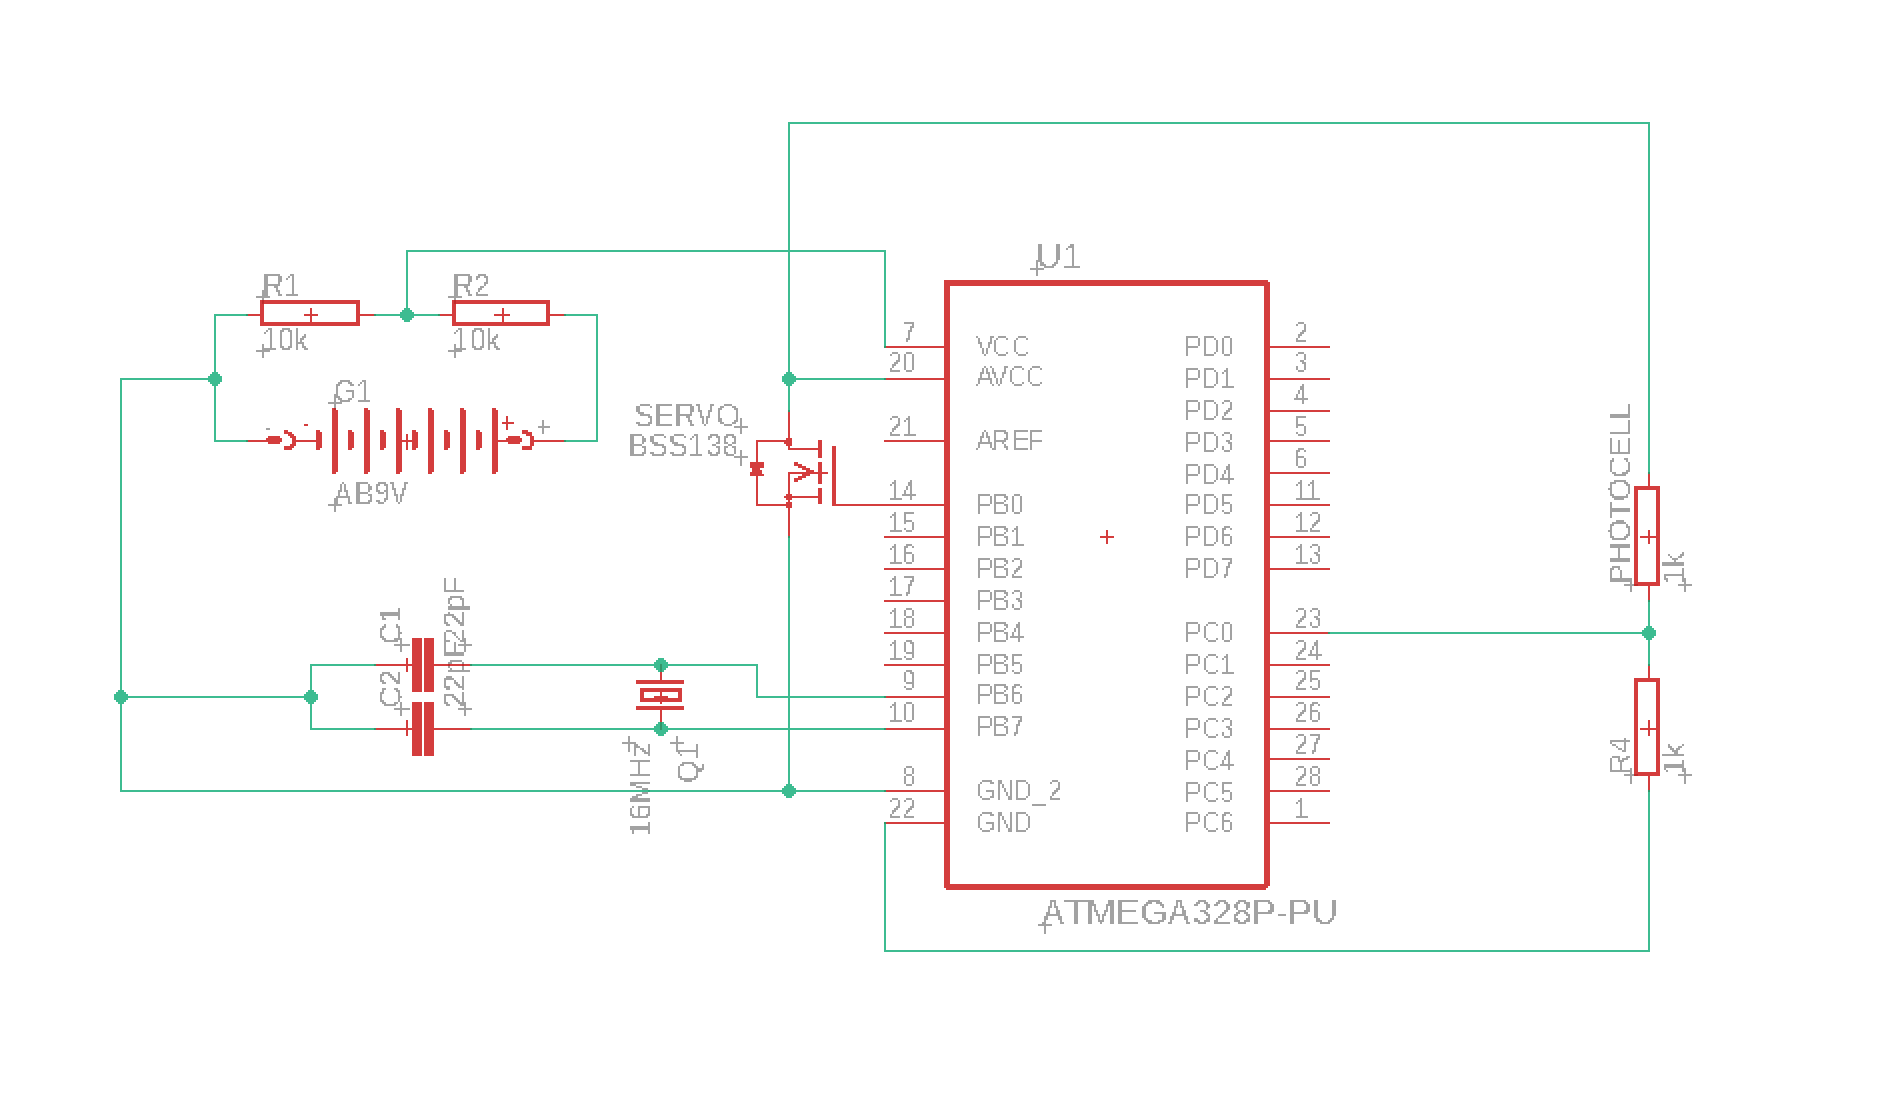 U1
R1
R2
10k
10k
G1
-
-
+
+
AB9V
SERVO
BSS138
7
VCC
20
AVCC
21
AREF
14
PB0
15
PB1
16
PB2
17
PB3
18
PB4
19
PB5
9
PB6
10
PB7
8
GND_2
22
GND
PD0
2
PD1
3
PD2
4
PD3
5
PD4
6
PD5
11
PD6
12
PD7
13
PC0
23
PC1
24
PC2
25
PC3
26
PC4
27
PC5
28
PC6
1
ATMEGA328P-PU
C1
22pF
C2
22pF
16MHZ
Q1
PHOTOCELL
1k
R4
1k